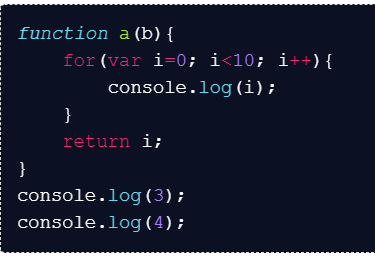 function a(b){
    for(var i=0; i<10; i++){
        console.log(i);
    }
    return i;
}
console.log(3);
console.log(4);